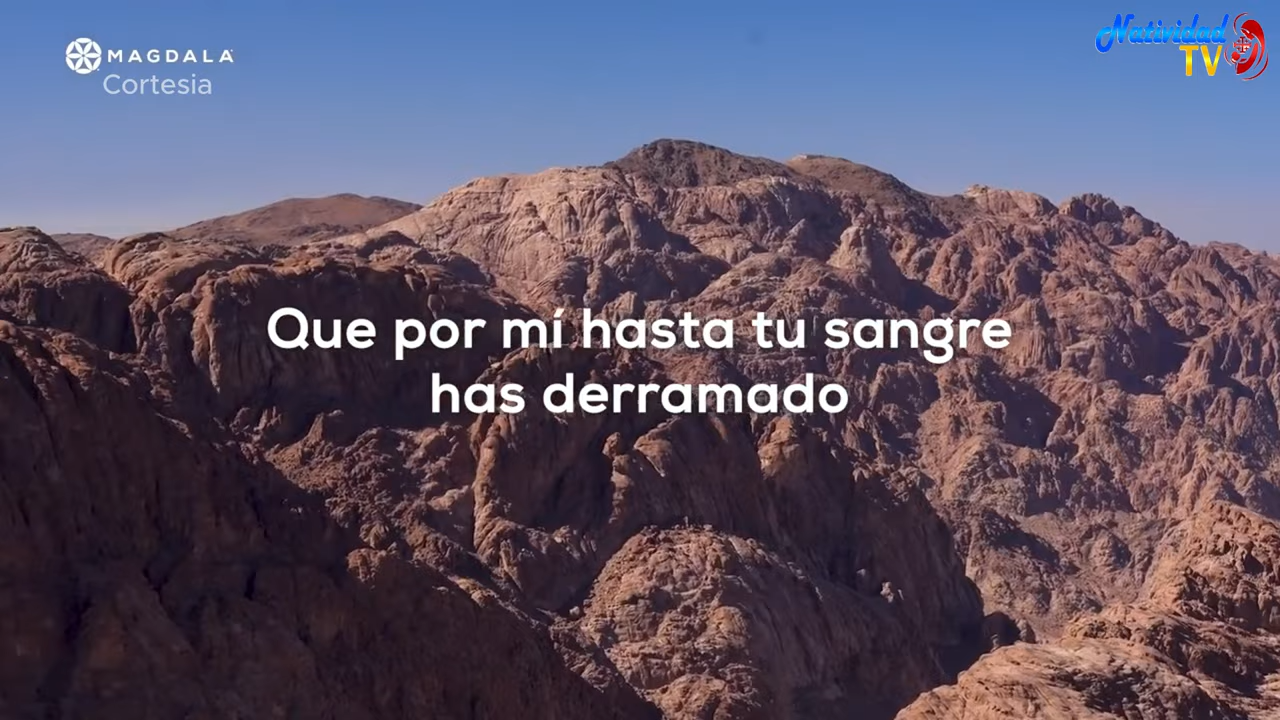 MAGDALA
Cortesia
Natividad
TV
Que por mí hasta tu sangre
has derramado